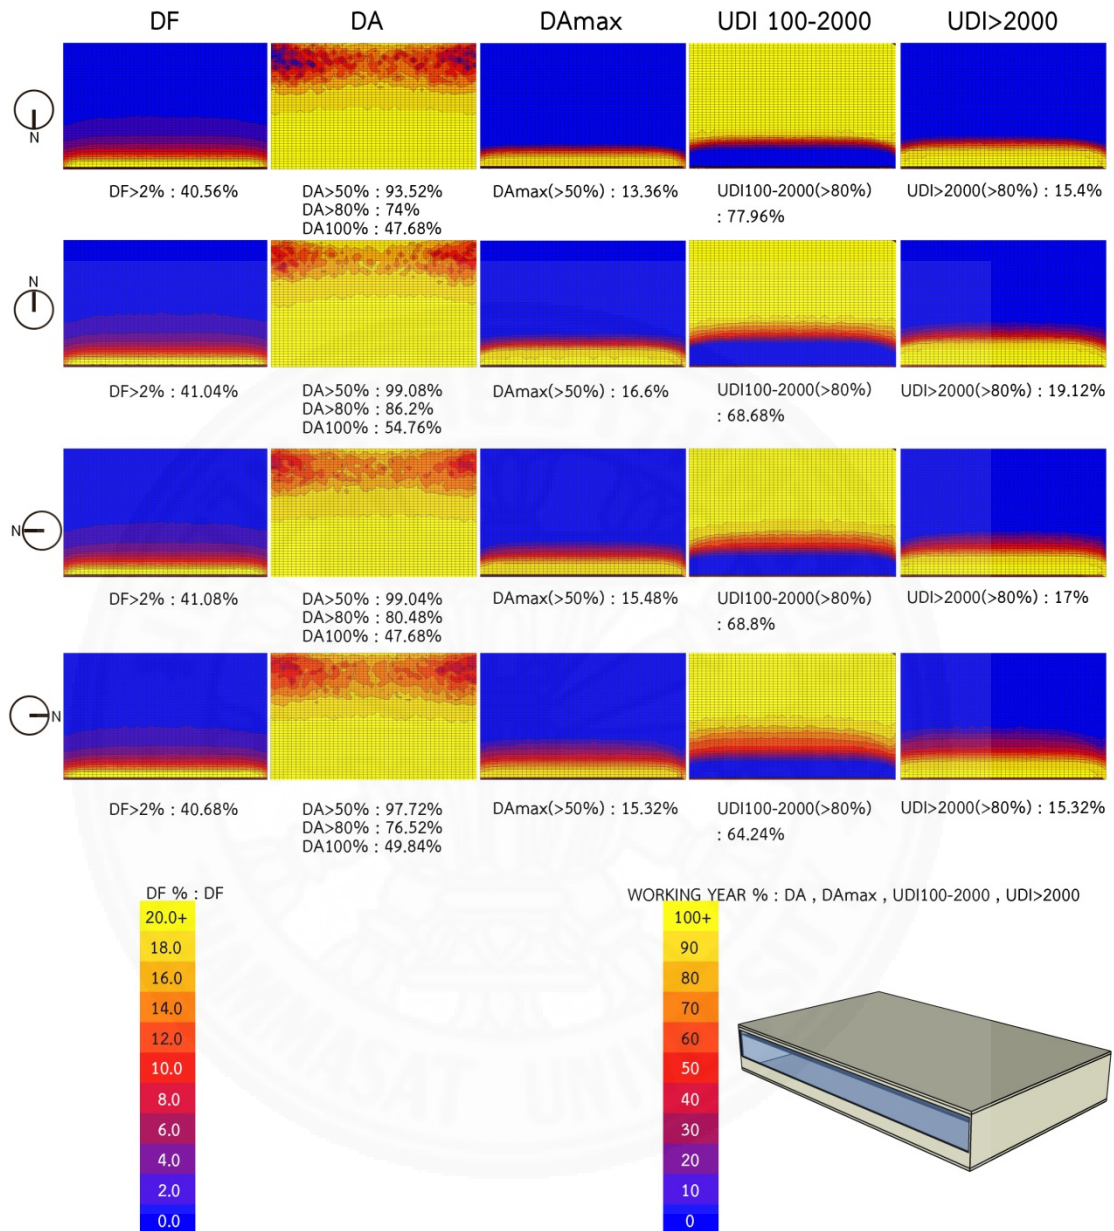 DF DA DAmax UDI 100-2000 UDI>2000
N
DF>2% : 40.56% DA>50% : 93.52% DAmax(>50%) : 13.36% UDI100-2000(>80%) UDI>2000(>80%) : 15.4%
DA>80% : 74% : 77.96%
DA100% : 47.68%
N
DF>2% : 41.04% DA>50% : 99.08% DAmax(>50%) : 16.6% UDI100-2000(>80%) UDI>2000(>80%) : 19.12%
DA>80% : 86.2% : 68.68%
DA100% : 54.76%
N
DF>2% : 41.08% DA>50% : 99.04% DAmax(>50%) : 15.48% UDI100-2000(>80%) UDI>2000(>80%) : 17%
DA>80% : 80.48% : 68.8%
DA100% : 47.68%
N
DF>2% : 40.68% DA>50% : 97.72% DAmax(>50%) : 15.32% UDI100-2000(>80%) UDI>2000(>80%) : 15.32%
DA>80% : 76.52% : 64.24%
DA100% : 49.84%
DF % : DF
20.0+
18.0
16.0
14.0
12.0
10.0
8.0
6.0
4.0
2.0
0.0
WORKING YEAR % : DA , DAmax , UDI100-2000 , UDI>2000
100+
90
80
70
60
50
40
30
20
10
0